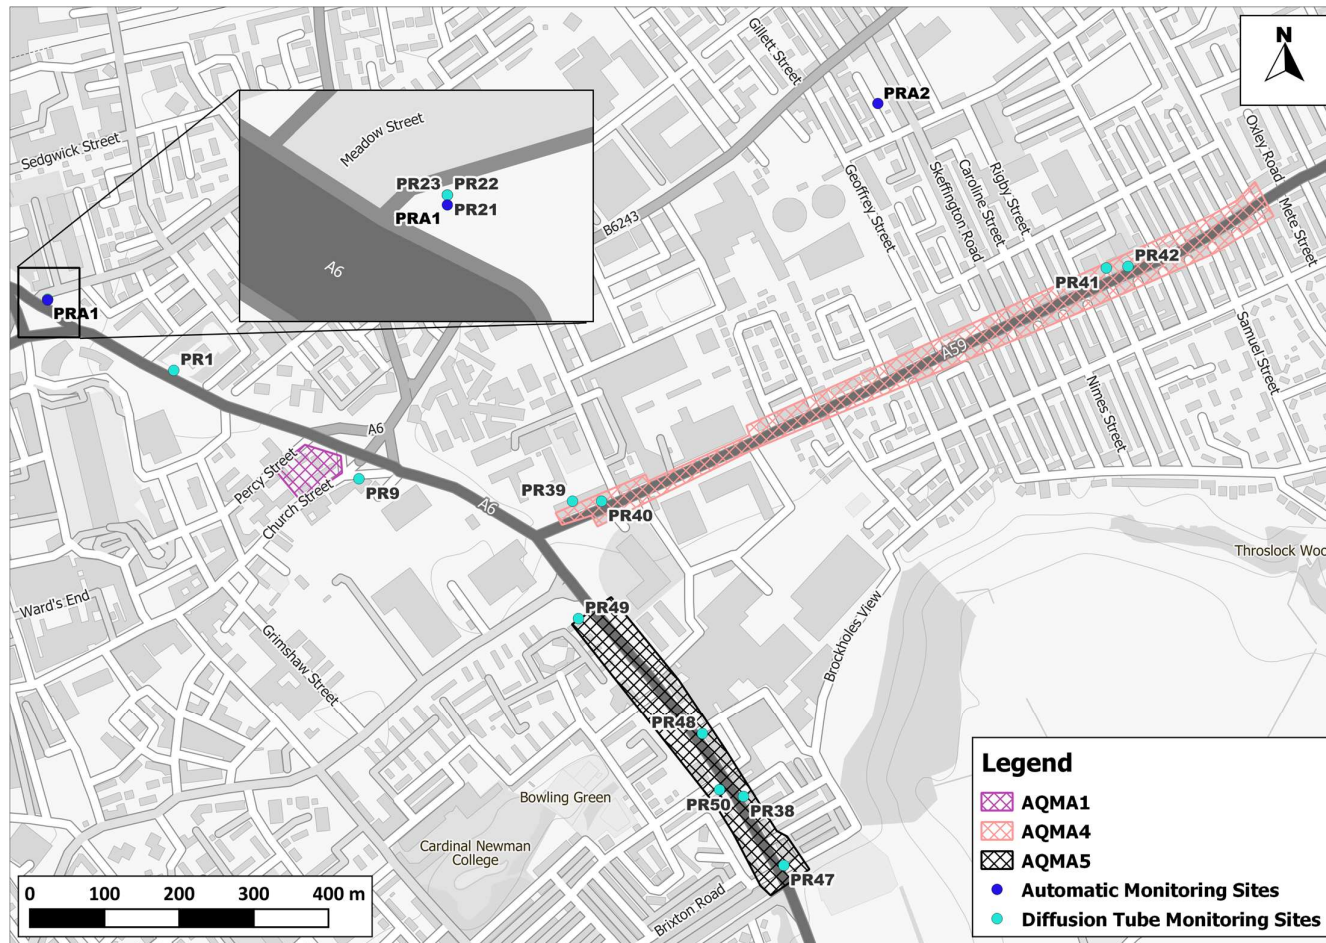 Gillett Street
N
PRA2
Sedgwick Street
Meadow Street
Oxley Road
Rigby Street
Caroline Street
Skeffington Road
Geoffrey Street
PR23
PR22
PRA1
PR21
B6243
Mete Street
A6
PR41
PR42
PRA1
PR1
A59
Samuel Street
Nimes Street
A6
Percy Street
Church Street
PR9
A6
PR39
PR40
Throslock Woo
Ward's End
PR49
Brockholes View
Grimshaw Street
PR48
Bowling Green
PR50
PR38
Cardinal Newman
College
PR47
Brixton Road
0 100 200 300 400 m
Legend
AQMA1
AQMA4
AQMA5
Automatic Monitoring Sites
Diffusion Tube Monitoring Sites